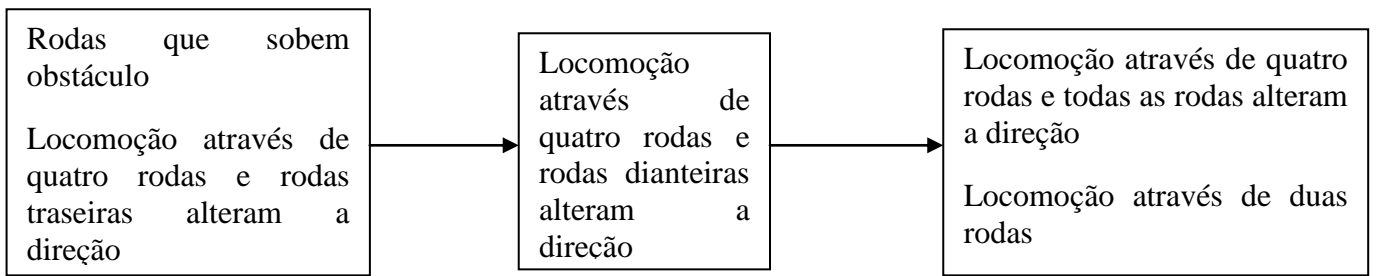 Rodas que sobem
obstáculo
Locomoção através de
quatro rodas e rodas
traseiras alteram a
direção
Locomoção
através de
quatro rodas e
rodas dianteiras
alteram a
direção
Locomoção através de quatro
rodas e todas as rodas alteram
a direção
Locomoção através de duas
rodas